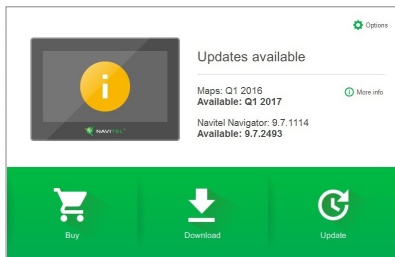 Options
Updates available
Maps: Q1 2016
Available: Q1 2017
More info
Navitel Navigator: 9.7.1114
Available: 9.7.2493
NAVITEL
Buy
Download
Update